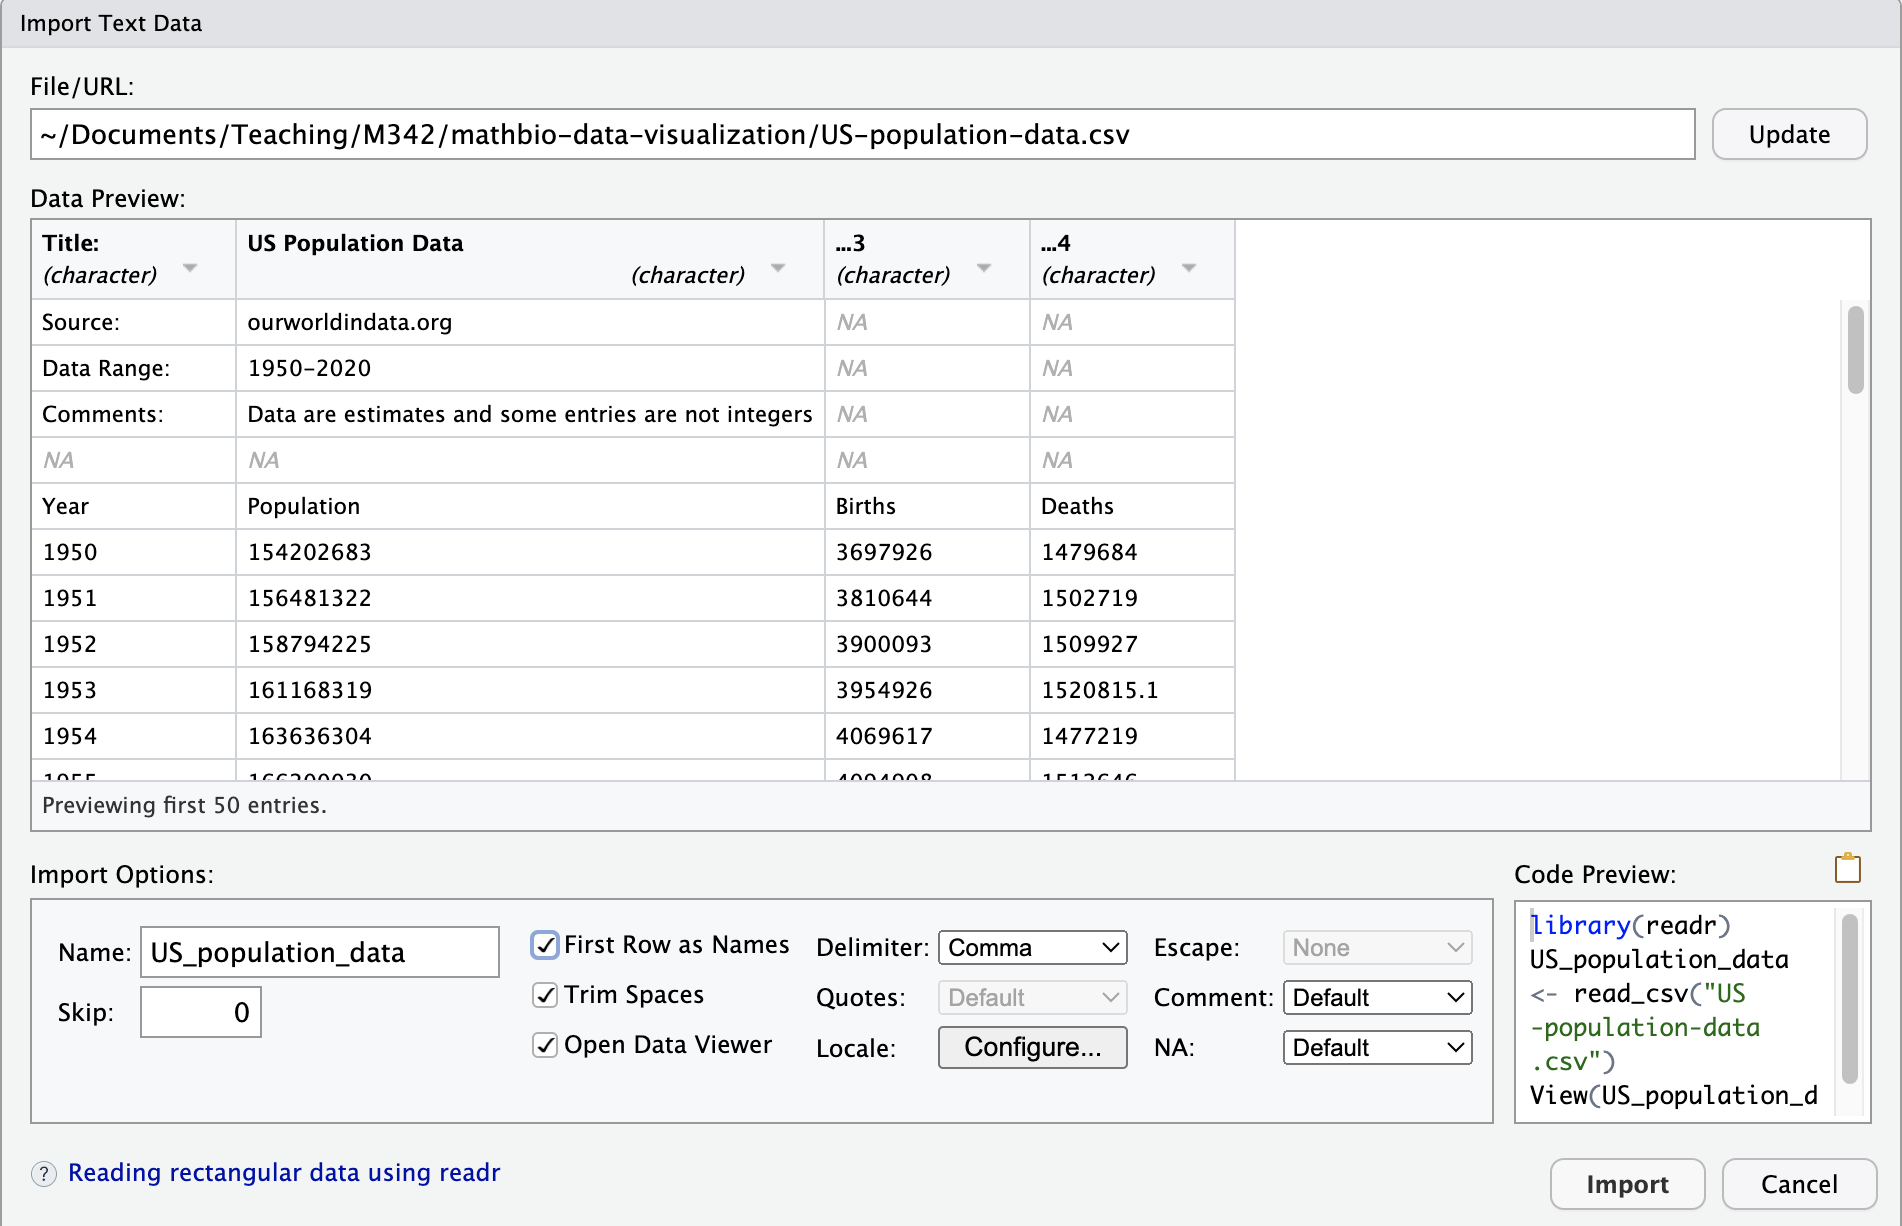 Import Text Data
File/URL:
~/Documents/Teaching/M342/mathbio-data-visualization/US-population-data.csv
Update
Data Preview:
Title: US Population Data ...3 ...4
(character) (character) (character) (character)
Source: ourworldindata.org NA NA
Data Range: 1950-2020 NA NA
Comments: Data are estimates and some entries are not integers NA NA
NA NA NA NA
Year Population Births Deaths
1950 154202683 3697926 1479684
1951 156481322 3810644 1502719
1952 158794225 3900093 1509927
1953 161168319 3954926 1520815.1
1954 163636304 4069617 1477219
1955
Previewing first 50 entries.
Import Options:
Name: US_population_data
Skip: 0
First Row as Names
Trim Spaces
Open Data Viewer
Delimiter: Comma
Quotes: Default
Locale: Configure...
Escape: None
Comment: Default
NA: Default
Code Preview:
library(readr)
US_population_data
<- read_csv("US
-population-data
.csv")
View(US_population_d
? Reading rectangular data using readr
Import
Cancel